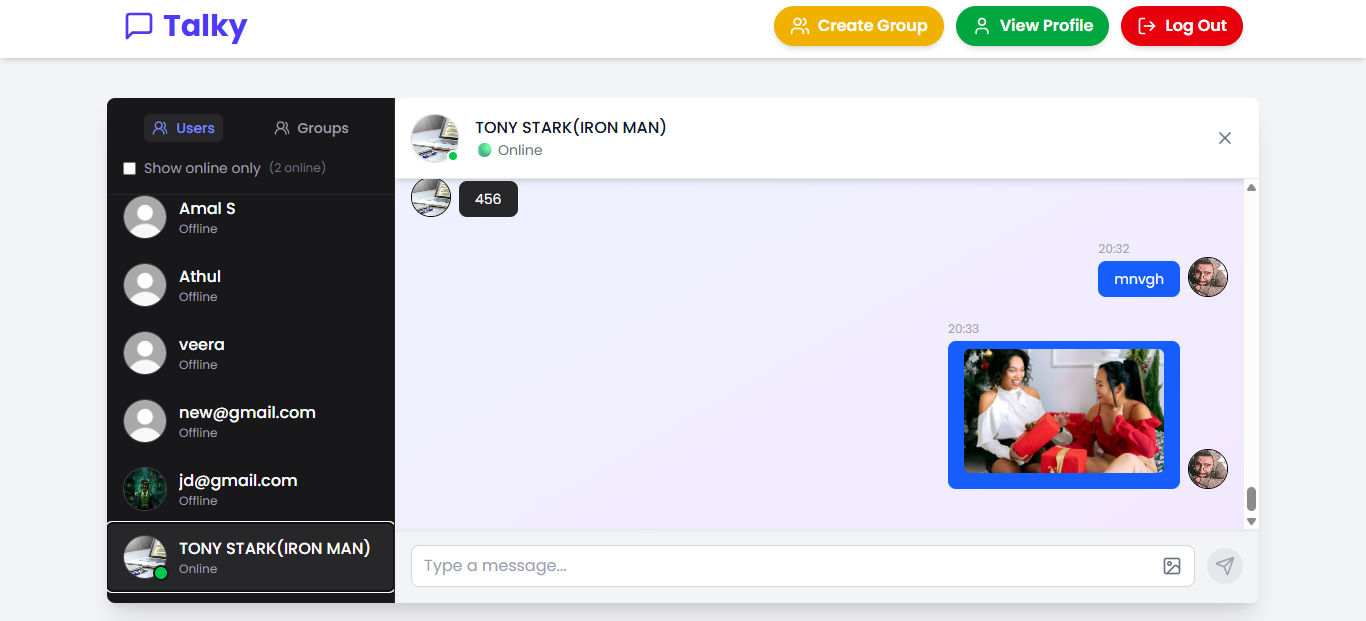 Talky
Create Group
View Profile
Log Out
Users
Groups
Show online only (2 online)
Amal S
Offline
Athul
Offline
veera
Offline
new@gmail.com
Offline
jd@gmail.com
Offline
TONY STARK(IRON MAN)
Online
TONY STARK(IRON MAN)
Online
456
20:32
mnvgh
20:33
Type a message...